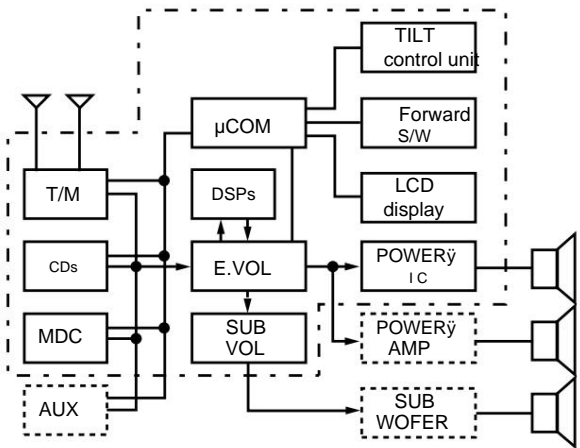 TILT
control unit
µCOM
Forward
S/W
T/M
DSPs
LCD
display
CDs
E.VOL
POWERÿ
I C
MDC
SUB
VOL
POWERÿ
AMP
AUX
SUB
WOFER